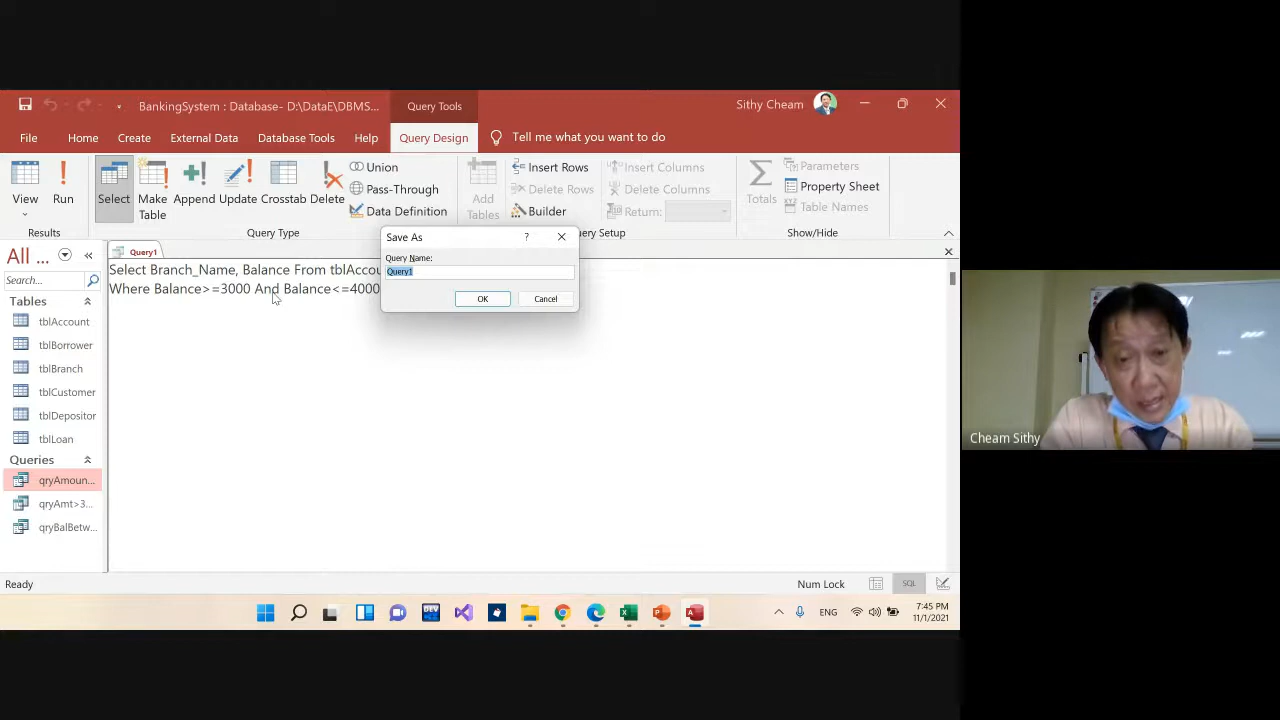 BankingSystem : Database- D:\DataE\DBMS...
Query Tools
Sithy Cheam
File
Home
Create
External Data
Database Tools
Help
Query Design
Tell me what you want to do
View
Run
Select
Make
Table
Append
Update
Crosstab
Delete
Union
Pass-Through
Data Definition
Add
Tables
Insert Rows
Delete Rows
Builder
Insert Columns
Delete Columns
Return:
Totals
Parameters
Property Sheet
Table Names
Results
Query Type
uery Setup
Show/Hide
All ...
Search...
Tables
tblAccount
tblBorrower
tblBranch
tblCustomer
tblDepositor
tblLoan
Queries
qryAmoun...
qryAmt>3...
qryBalBetw...
Query1
Select Branch_Name, Balance From tblAccou
Where Balance>=3000 And Balance<=4000
Save As
?
Query Name:
Query1
OK
Cancel
Cheam Sithy
Ready
Num Lock
SQL
DEV
ENG
7:45 PM
11/1/2021